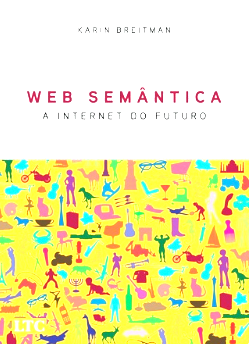 KARIN BREITMAN
WEB SEMÂNTICA
A INTERNET DO FUTURO
LTC